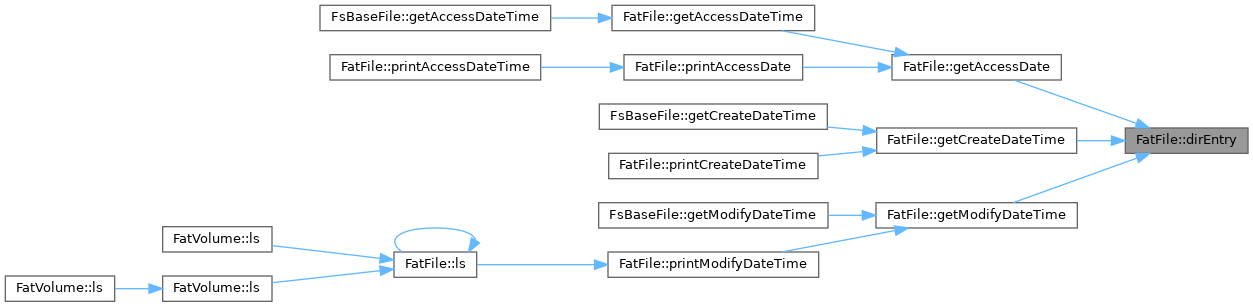 FsBaseFile::getAccessDateTime
FatFile::getAccessDateTime
FatFile::printAccessDateTime
FatFile::printAccessDate
FatFile::getAccessDate
FsBaseFile::getCreateDateTime
FatFile::printCreateDateTime
FatFile::getCreateDateTime
FatFile::dirEntry
FsBaseFile::getModifyDateTime
FatFile::getModifyDateTime
FatVolume::ls
FatFile::ls
FatFile::printModifyDateTime
FatVolume::ls
FatVolume::ls